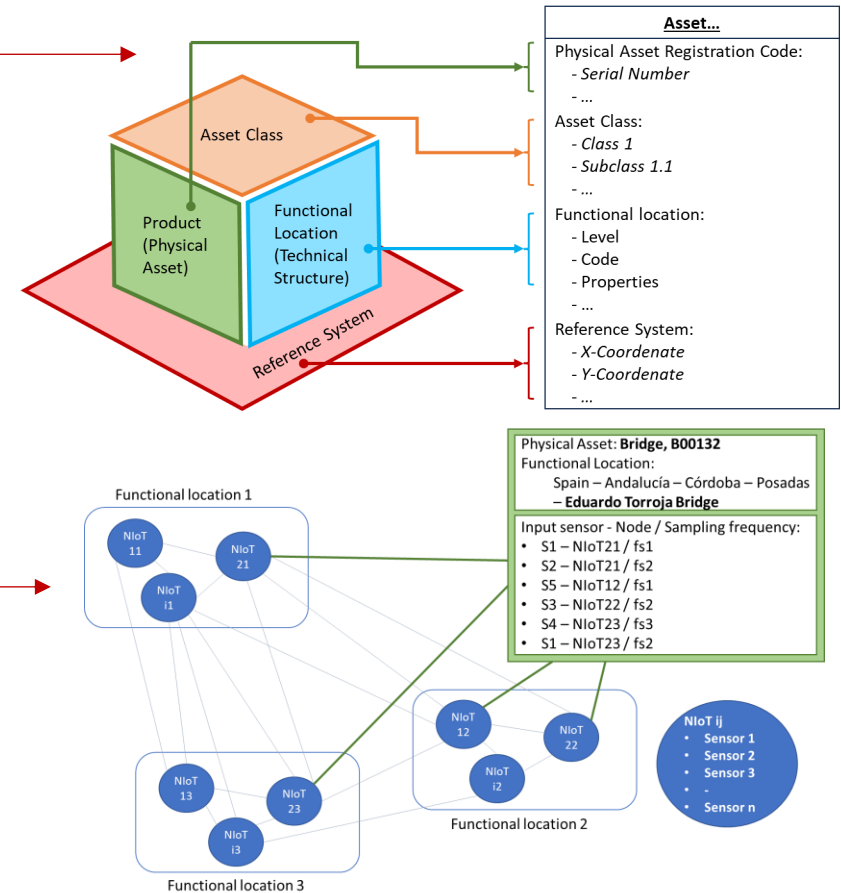 Asset…
Physical Asset Registration Code:
- Serial Number
- …
Asset Class:
- Class 1
- Subclass 1.1
- …
Functional location:
- Level
- Code
- Properties
- …
Reference System:
- X-Coordenate
- Y-Coordenate
- …
Asset Class
Product
(Physical
Asset)
Functional
Location
(Technical
Structure)
Reference System
Physical Asset: Bridge, B00132
Functional Location:
Spain – Andalucía – Córdoba – Posadas
– Eduardo Torroja Bridge
Input sensor - Node / Sampling frequency:
• S1 – NIoT21 / fs1
• S2 – NIoT21 / fs2
• S5 – NIoT12 / fs1
• S3 – NIoT22 / fs2
• S4 – NIoT23 / fs3
• S1 – NIoT23 / fs2
Functional location 1
NIoT
11
NIoT
21
NIoT
i1
NIoT
12
NIoT
22
NIoT
i2
Functional location 2
NIoT
13
NIoT
23
NIoT
i3
Functional location 3
NIoT ij
• Sensor 1
• Sensor 2
• Sensor 3
• -
• Sensor n